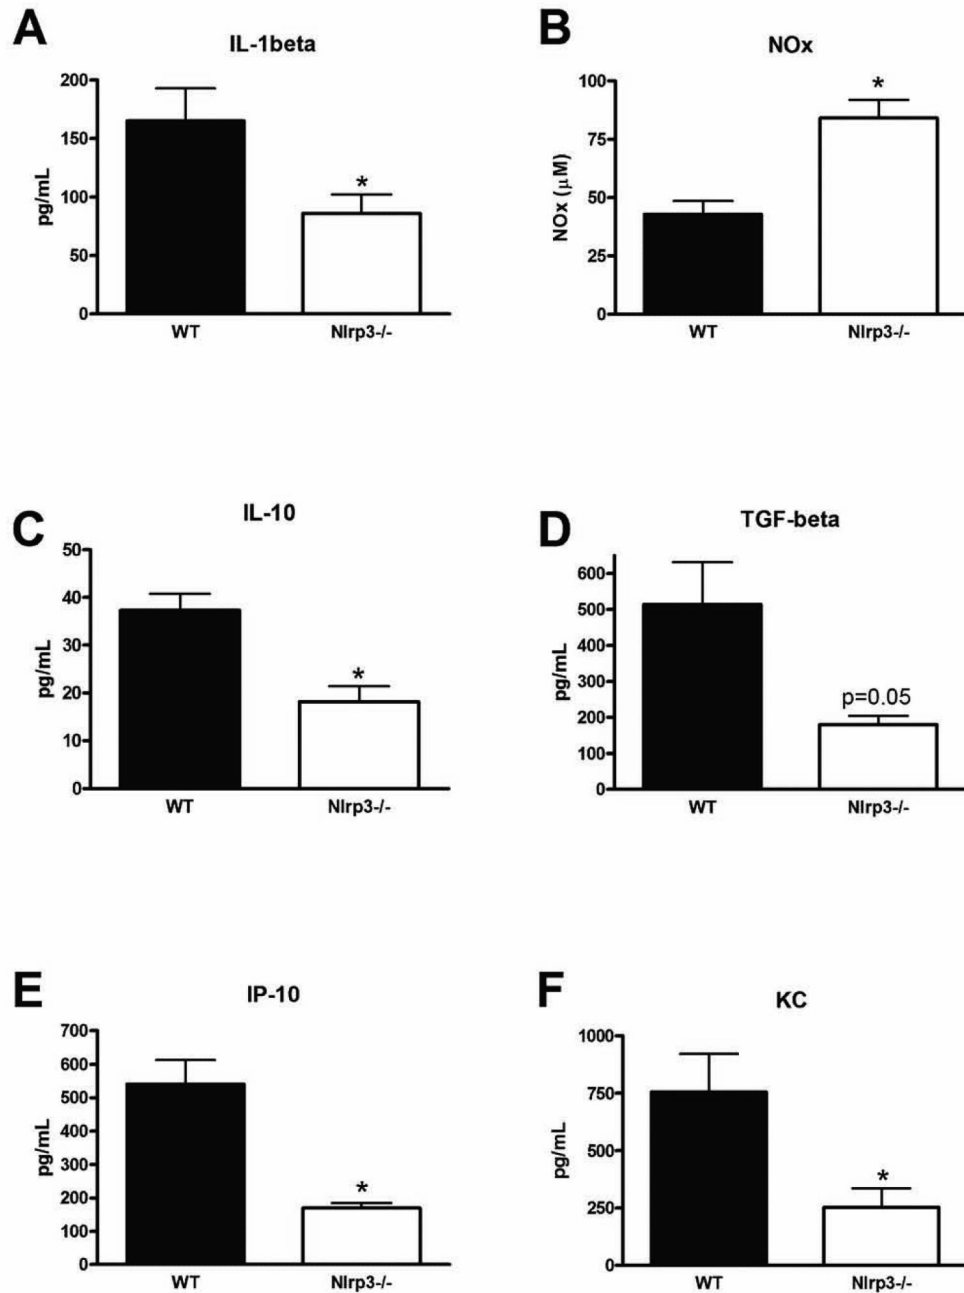 A
IL-1beta
200
150
100
50
0
pg/mL
*
WT
Nlrp3-/-
B
NOx
100
75
50
25
0
NOx (μM)
*
WT
Nlrp3-/-
C
IL-10
50
40
30
20
10
0
pg/mL
*
WT
Nlrp3-/-
D
TGF-beta
600
500
400
300
200
100
0
pg/mL
p=0.05
WT
Nlrp3-/-
E
IP-10
700
600
500
400
300
200
100
0
pg/mL
*
WT
Nlrp3-/-
F
KC
1000
750
500
250
0
pg/mL
*
WT
Nlrp3-/-